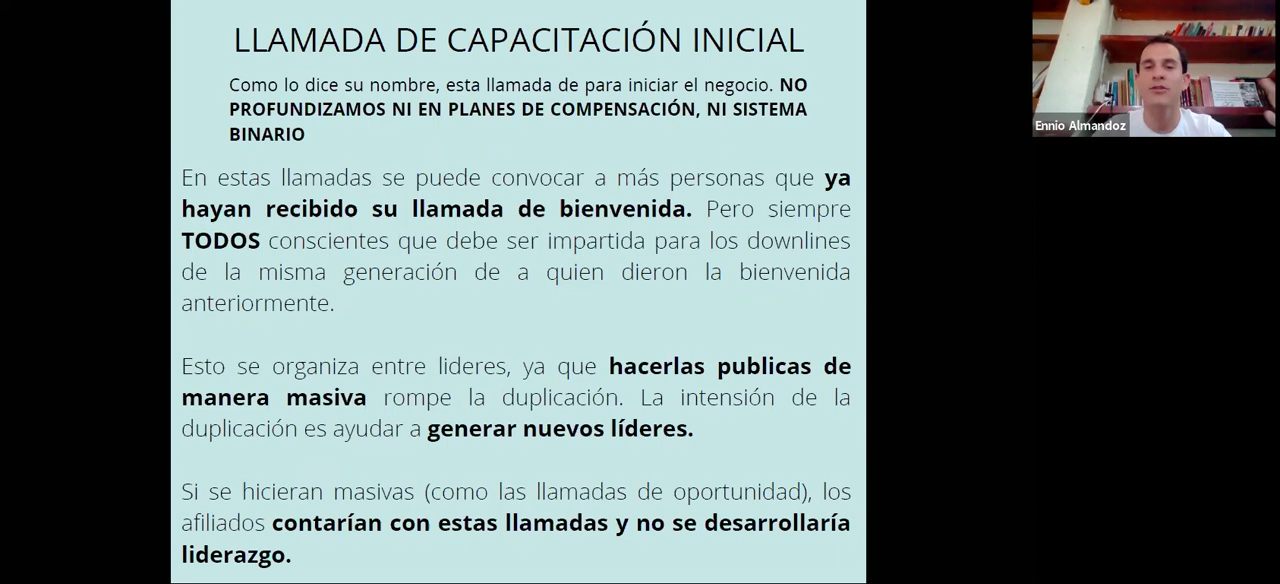 LLAMADA DE CAPACITACIÓN INICIAL
Como lo dice su nombre, esta llamada de para iniciar el negocio. NO
PROFUNDIZAMOS NI EN PLANES DE COMPENSACIÓN, NI SISTEMA
BINARIO
En estas llamadas se puede convocar a más personas que ya
hayan recibido su llamada de bienvenida. Pero siempre
TODOS conscientes que debe ser impartida para los downlines
de la misma generación de a quien dieron la bienvenida
anteriormente.
Esto se organiza entre lideres, ya que hacerlas publicas de
manera masiva rompe la duplicación. La intensión de la
duplicación es ayudar a generar nuevos líderes.
Si se hicieran masivas (como las llamadas de oportunidad), los
afiliados contarían con estas llamadas y no se desarrollaría
liderazgo.
Ennio Almandoz